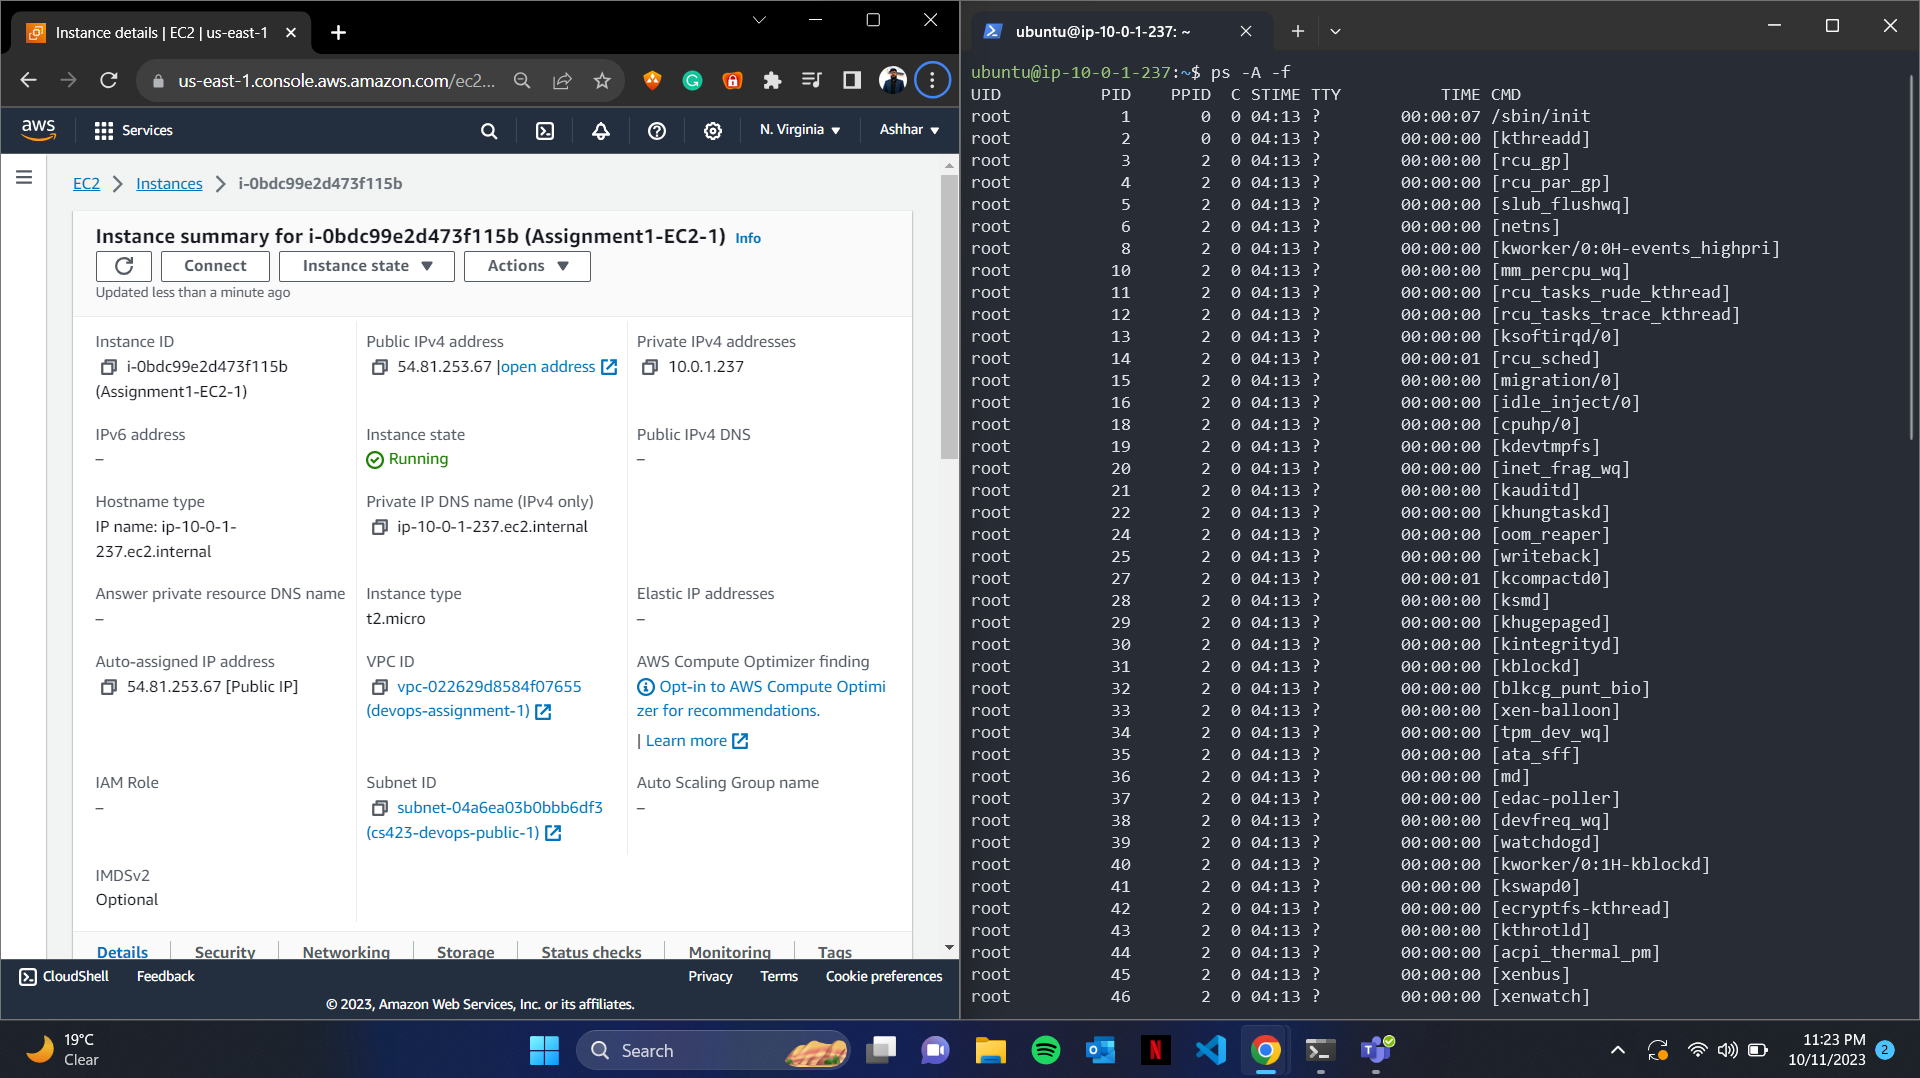 Instance details | EC2 | us-east-1
us-east-1.console.aws.amazon.com/ec2...
aws
Services
N. Virginia
Ashhar
EC2 > Instances > i-0bdc99e2d473f115b
Instance summary for i-0bdc99e2d473f115b (Assignment1-EC2-1) Info
Connect
Instance state
Actions
Updated less than a minute ago
Instance ID
i-0bdc99e2d473f115b
(Assignment1-EC2-1)
Public IPv4 address
54.81.253.67 |open address
Private IPv4 addresses
10.0.1.237
IPv6 address
–
Instance state
Running
Public IPv4 DNS
–
Hostname type
IP name: ip-10-0-1-
237.ec2.internal
Private IP DNS name (IPv4 only)
ip-10-0-1-237.ec2.internal
Answer private resource DNS name
–
Instance type
t2.micro
Elastic IP addresses
–
Auto-assigned IP address
54.81.253.67 [Public IP]
VPC ID
vpc-022629d8584f07655
(devops-assignment-1)
AWS Compute Optimizer finding
Opt-in to AWS Compute Optimi
zer for recommendations.
| Learn more
IAM Role
–
Subnet ID
subnet-04a6ea03b0bbb6df3
(cs423-devops-public-1)
Auto Scaling Group name
–
IMDSv2
Optional
Details
Security
Networking
Storage
Status checks
Monitoring
Tags
CloudShell
Feedback
Privacy
Terms
Cookie preferences
© 2023, Amazon Web Services, Inc. or its affiliates.
ubuntu@ip-10-0-1-237: ~
ubuntu@ip-10-0-1-237:~$ ps -A -f
UID PID PPID C STIME TTY TIME CMD
root 1 0 0 04:13 ? 00:00:07 /sbin/init
root 2 0 0 04:13 ? 00:00:00 [kthreadd]
root 3 2 0 04:13 ? 00:00:00 [rcu_gp]
root 4 2 0 04:13 ? 00:00:00 [rcu_par_gp]
root 5 2 0 04:13 ? 00:00:00 [slub_flushwq]
root 6 2 0 04:13 ? 00:00:00 [netns]
root 8 2 0 04:13 ? 00:00:00 [kworker/0:0H-events_highpri]
root 10 2 0 04:13 ? 00:00:00 [mm_percpu_wq]
root 11 2 0 04:13 ? 00:00:00 [rcu_tasks_rude_kthread]
root 12 2 0 04:13 ? 00:00:00 [rcu_tasks_trace_kthread]
root 13 2 0 04:13 ? 00:00:00 [ksoftirqd/0]
root 14 2 0 04:13 ? 00:00:01 [rcu_sched]
root 15 2 0 04:13 ? 00:00:00 [migration/0]
root 16 2 0 04:13 ? 00:00:00 [idle_inject/0]
root 18 2 0 04:13 ? 00:00:00 [cpuhp/0]
root 19 2 0 04:13 ? 00:00:00 [kdevtmpfs]
root 20 2 0 04:13 ? 00:00:00 [inet_frag_wq]
root 21 2 0 04:13 ? 00:00:00 [kauditd]
root 22 2 0 04:13 ? 00:00:00 [khungtaskd]
root 24 2 0 04:13 ? 00:00:00 [oom_reaper]
root 25 2 0 04:13 ? 00:00:00 [writeback]
root 27 2 0 04:13 ? 00:00:01 [kcompactd0]
root 28 2 0 04:13 ? 00:00:00 [ksmd]
root 29 2 0 04:13 ? 00:00:00 [khugepaged]
root 30 2 0 04:13 ? 00:00:00 [kintegrityd]
root 31 2 0 04:13 ? 00:00:00 [kblockd]
root 32 2 0 04:13 ? 00:00:00 [blkcg_punt_bio]
root 33 2 0 04:13 ? 00:00:00 [xen-balloon]
root 34 2 0 04:13 ? 00:00:00 [tpm_dev_wq]
root 35 2 0 04:13 ? 00:00:00 [ata_sff]
root 36 2 0 04:13 ? 00:00:00 [md]
root 37 2 0 04:13 ? 00:00:00 [edac-poller]
root 38 2 0 04:13 ? 00:00:00 [devfreq_wq]
root 39 2 0 04:13 ? 00:00:00 [watchdogd]
root 40 2 0 04:13 ? 00:00:00 [kworker/0:1H-kblockd]
root 41 2 0 04:13 ? 00:00:00 [kswapd0]
root 42 2 0 04:13 ? 00:00:00 [ecryptfs-kthread]
root 43 2 0 04:13 ? 00:00:00 [kthrotld]
root 44 2 0 04:13 ? 00:00:00 [acpi_thermal_pm]
root 45 2 0 04:13 ? 00:00:00 [xenbus]
root 46 2 0 04:13 ? 00:00:00 [xenwatch]
19°C
Clear
Search
11:23 PM
10/11/2023
2